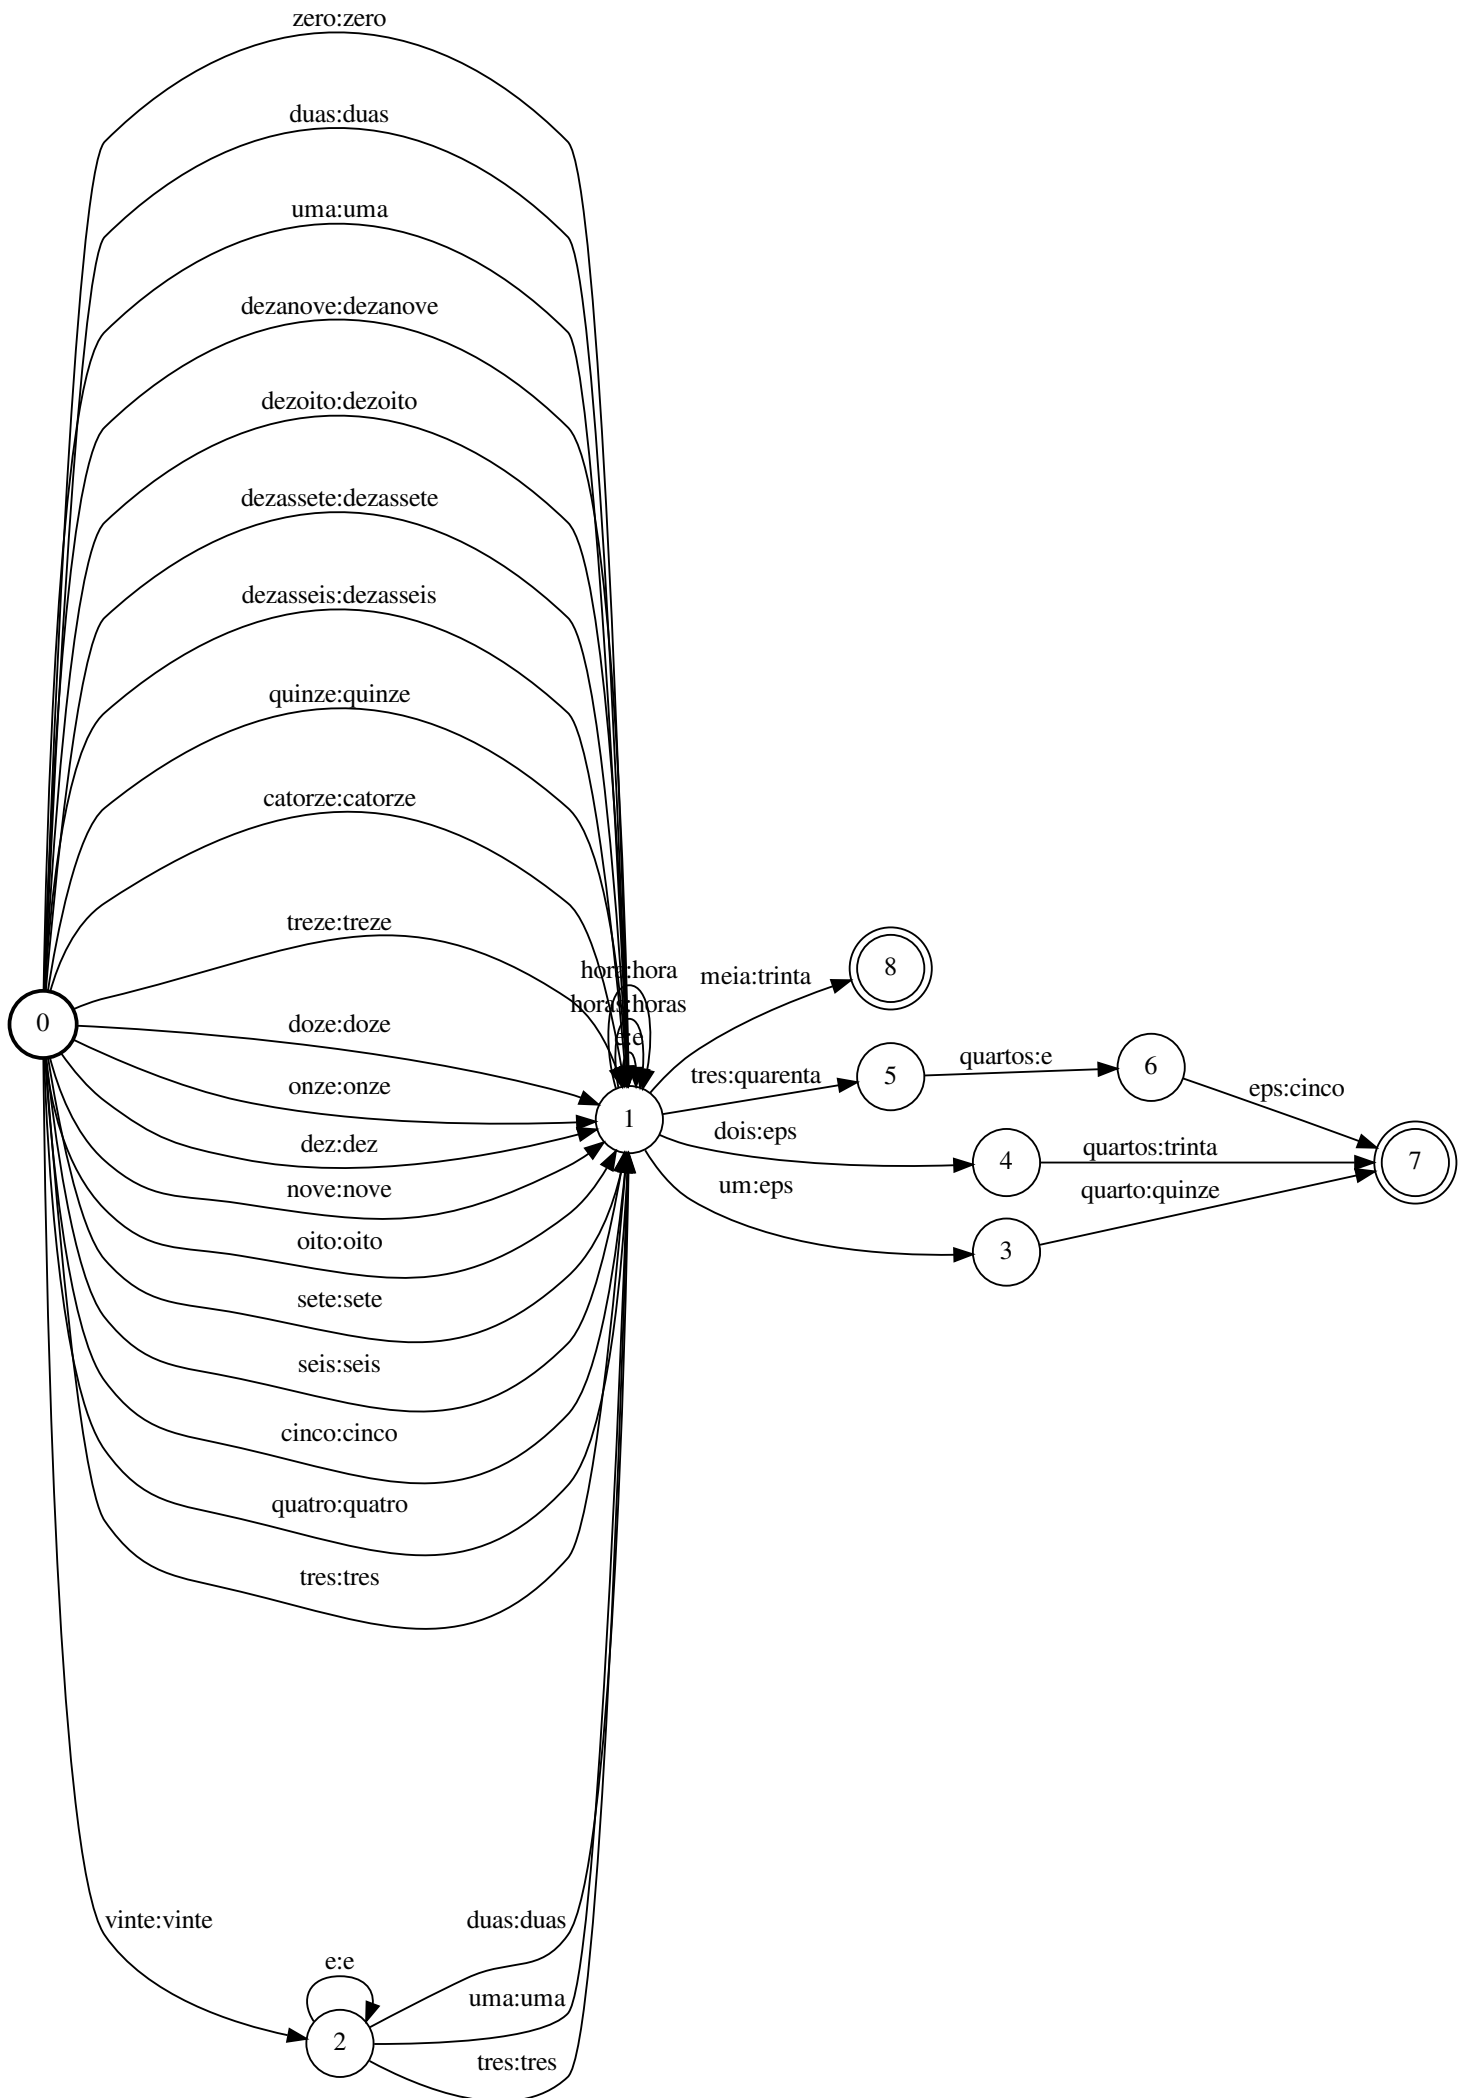 zero:zero
duas:duas
uma:uma
dezanove:dezanove
dezoito:dezoito
dezassete:dezassete
dezasseis:dezasseis
quinze:quinze
catorze:catorze
treze:treze
doze:doze
onze:onze
dez:dez
nove:nove
oito:oito
sete:sete
seis:seis
cinco:cinco
quatro:quatro
tres:tres
0
hora:hora
horas:horas
e:e
1
meia:trinta
8
tres:quarenta
5
quartos:e
6
eps:cinco
dois:eps
4
quartos:trinta
7
um:eps
3
quarto:quinze
vinte:vinte
e:e
2
duas:duas
uma:uma
tres:tres